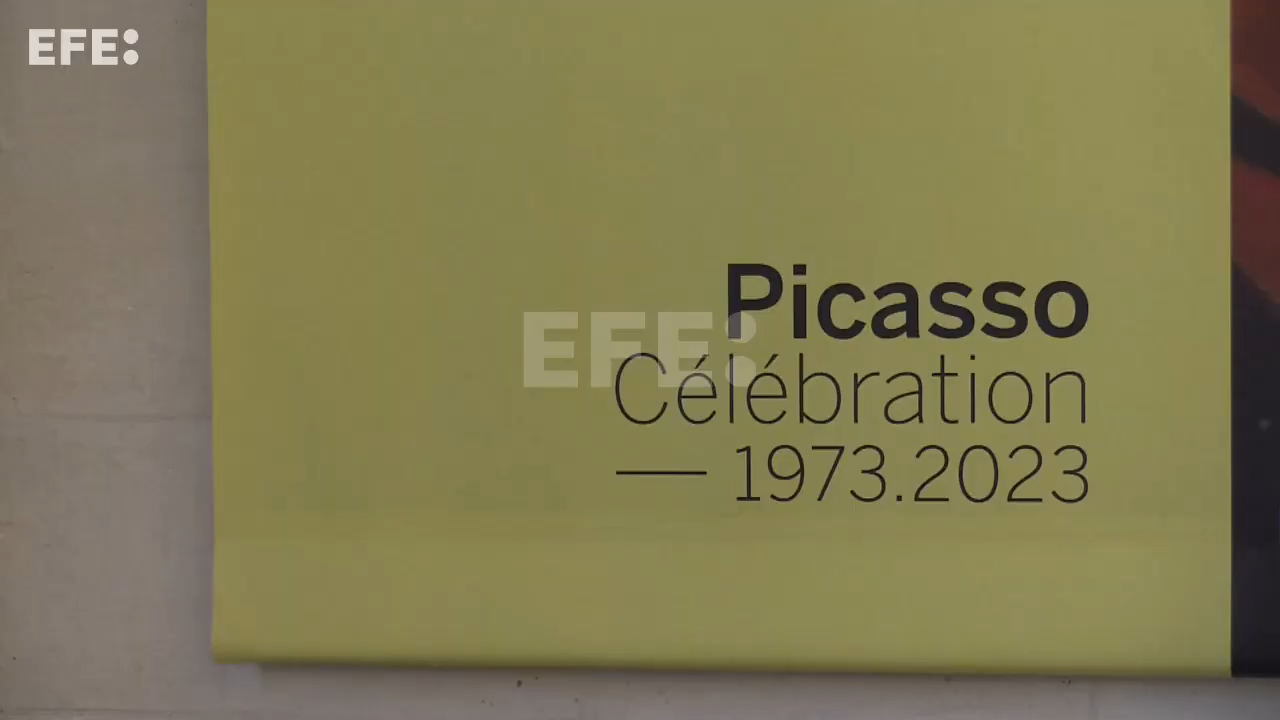 EFE:
Picasso
EFE:
Célébration
— 1973.2023